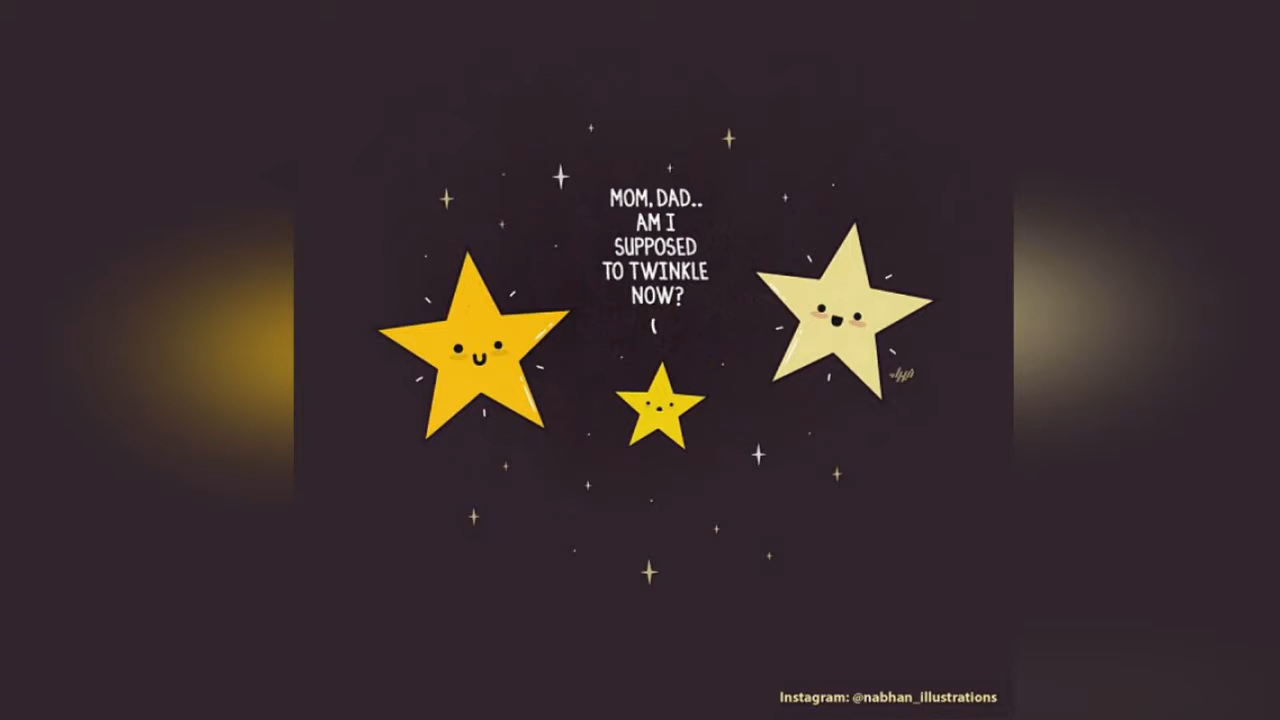 MOM, DAD..
AM I
SUPPOSED
TO TWINKLE
NOW?
Instagram: @nabhan_illustrations